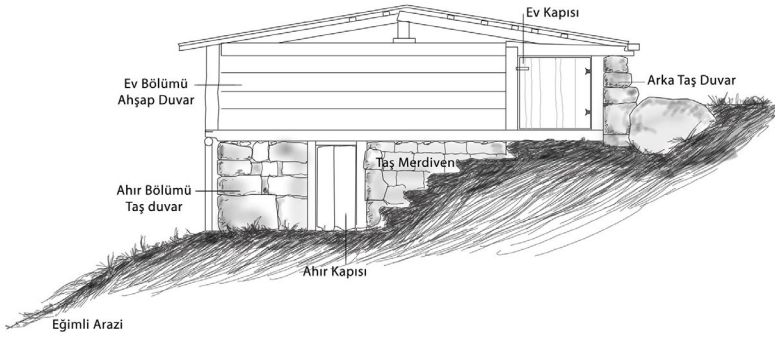 Ev Kapısı
Ev Bölümü
Ahşap Duvar
Arka Taş Duvar
Taş Merdiven
Ahır Bölümü
Taş duvar
Ahır Kapısı
Eğimli Arazi